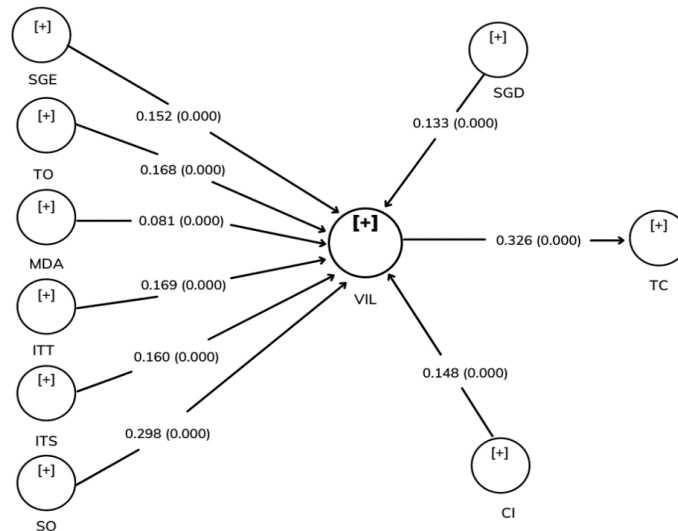 [+]
SGE
[+]
TO
[+]
MDA
[+]
ITT
[+]
ITS
[+]
SO
0.152 (0.000)
0.168 (0.000)
0.081 (0.000)
0.169 (0.000)
0.160 (0.000)
0.298 (0.000)
[+]
VIL
[+]
SGD
0.133 (0.000)
0.326 (0.000)
[+]
TC
0.148 (0.000)
[+]
CI